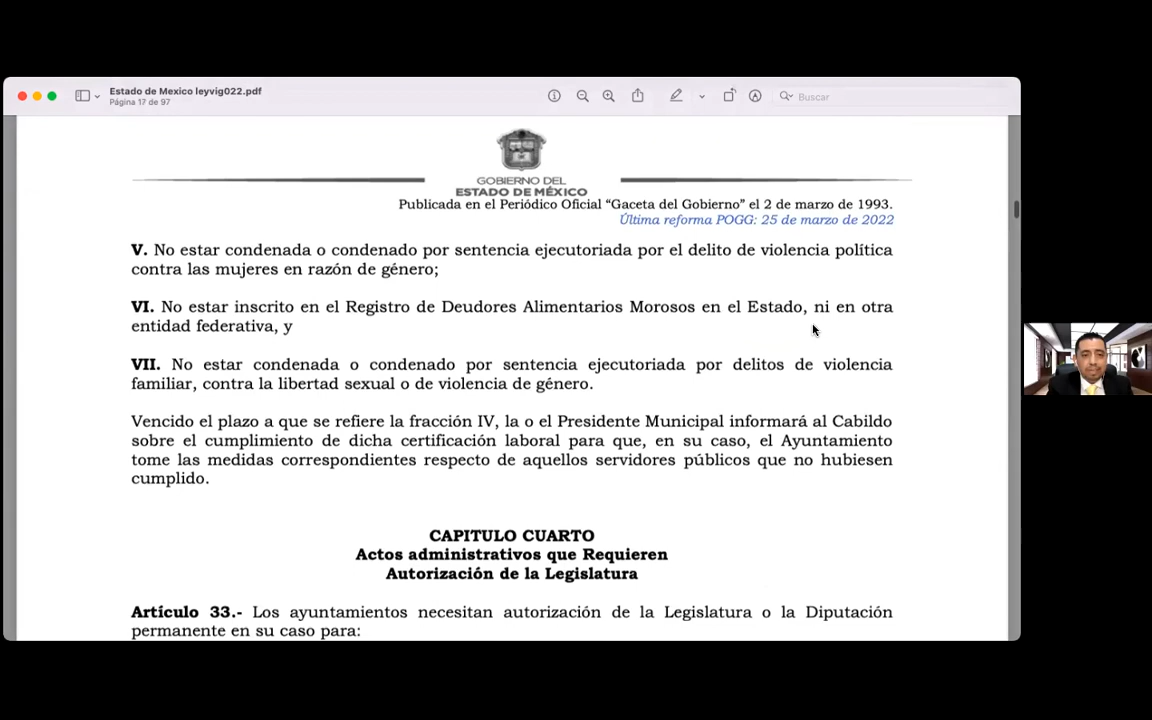 Estado de Mexico leyvig022.pdf
Página 17 de 97
Buscar
GOBIERNO DEL
ESTADO DE MÉXICO
Publicada en el Periódico Oficial “Gaceta del Gobierno” el 2 de marzo de 1993.
Última reforma POGG: 25 de marzo de 2022
V. No estar condenada o condenado por sentencia ejecutoriada por el delito de violencia política
contra las mujeres en razón de género;
VI. No estar inscrito en el Registro de Deudores Alimentarios Morosos en el Estado, ni en otra
entidad federativa, y
VII. No estar condenada o condenado por sentencia ejecutoriada por delitos de violencia
familiar, contra la libertad sexual o de violencia de género.
Vencido el plazo a que se refiere la fracción IV, la o el Presidente Municipal informará al Cabildo
sobre el cumplimiento de dicha certificación laboral para que, en su caso, el Ayuntamiento
tome las medidas correspondientes respecto de aquellos servidores públicos que no hubiesen
cumplido.
CAPITULO CUARTO
Actos administrativos que Requieren
Autorización de la Legislatura
Artículo 33.- Los ayuntamientos necesitan autorización de la Legislatura o la Diputación
permanente en su caso para: